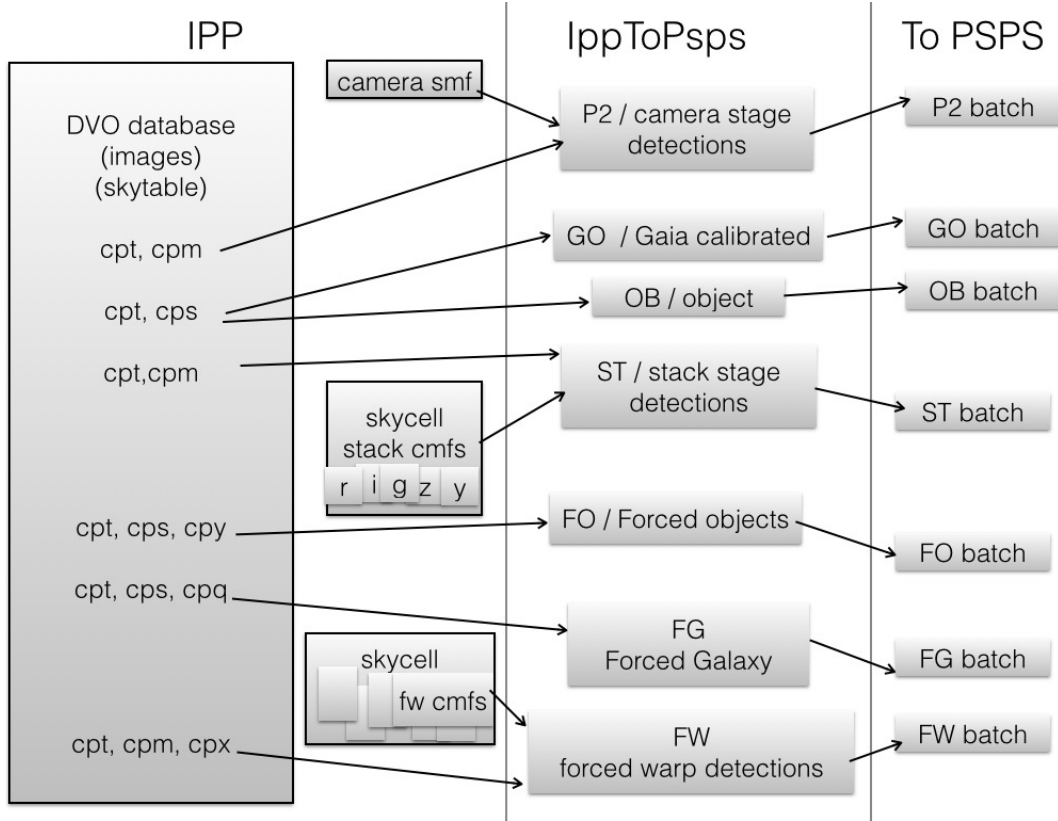 IPP
IppToPsps
To PSPS
camera smf
DVO database
(images)
(skytable)
cpt, cpm
cpt, cps
cpt,cpm
skycell
stack cmfs
r i g z y
cpt, cps, cpy
cpt, cps, cpq
skycell
fw cmfs
cpt, cpm, cpx
P2 / camera stage
detections
GO / Gaia calibrated
OB / object
ST / stack stage
detections
FO / Forced objects
FG
Forced Galaxy
FW
forced warp detections
P2 batch
GO batch
OB batch
ST batch
FO batch
FG batch
FW batch